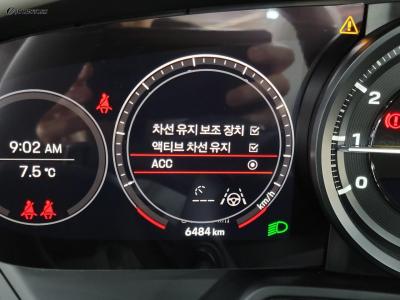 차선 유지 보조 장치
액티브 차선 유지
ACC
9:02 AM
7.5 ℃
6484 km
km/h
2
1
0